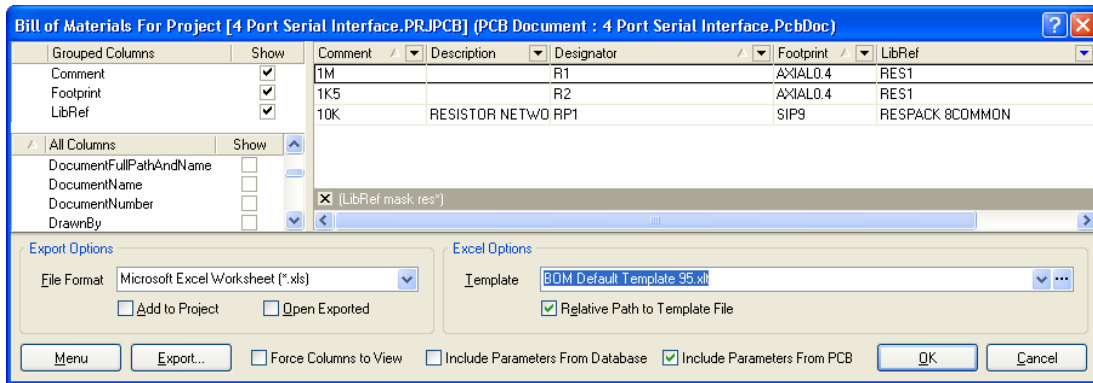 Bill of Materials For Project [4 Port Serial Interface.PRJPCB] (PCB Document : 4 Port Serial Interface.PcbDoc)
Grouped Columns Show
Comment
Footprint
LibRef
All Columns Show
DocumentFullPathAndName
DocumentName
DocumentNumber
DrawnBy
Comment Description Designator Footprint LibRef
1M R1 AXIAL0.4 RES1
1K5 R2 AXIAL0.4 RES1
10K RESISTOR NETWO RP1 SIP9 RESPACK 8COMMON
(LibRef mask res*)
Export Options
File Format Microsoft Excel Worksheet (*.xls)
Add to Project Open Exported
Excel Options
Template BOM Default Template 95.xlt
Relative Path to Template File
Menu Export... Force Columns to View Include Parameters From Database Include Parameters From PCB OK Cancel